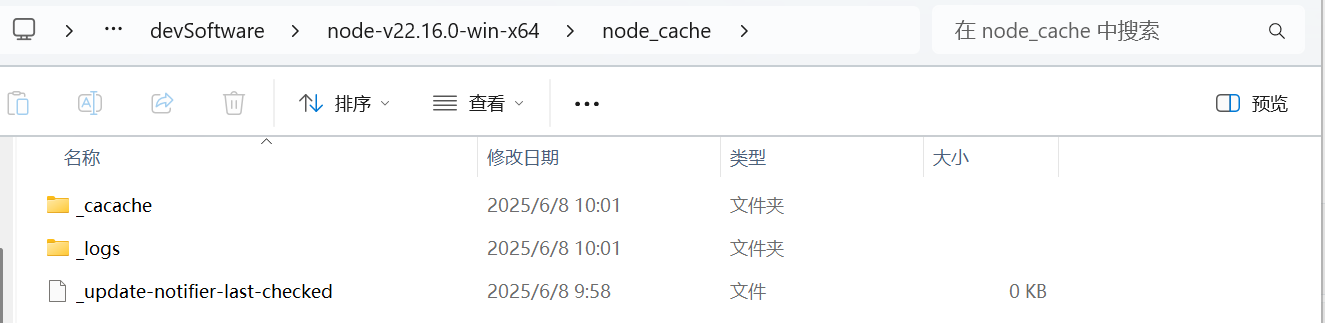 ··· devSoftware node-v22.16.0-win-x64 node_cache 在 node_cache 中搜索
排序 查看 ··· 预览
名称 修改日期 类型 大小
_cacache 2025/6/8 10:01 文件夹
_logs 2025/6/8 10:01 文件夹
_update-notifier-last-checked 2025/6/8 9:58 文件 0 KB